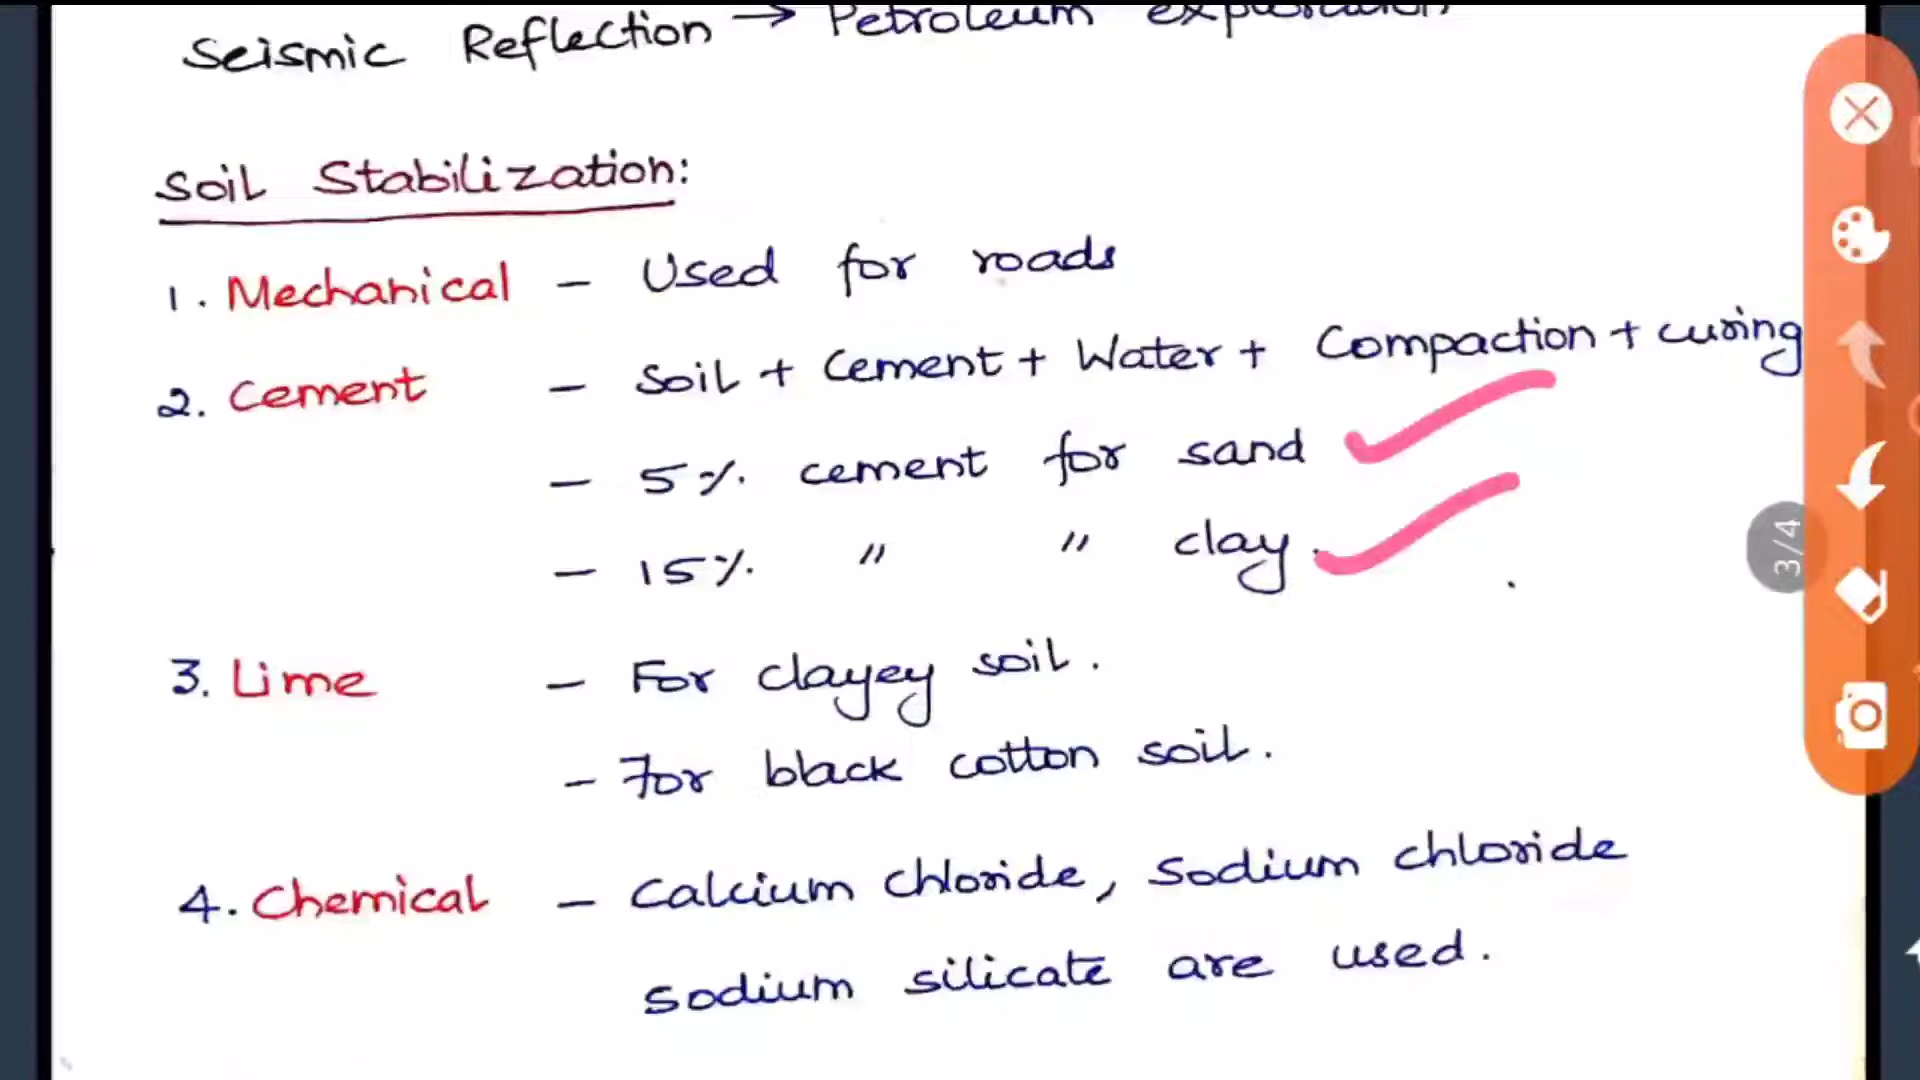 Seismic Reflection → Petroleum exploration
Soil Stabilization:
1. Mechanical - Used for roads
2. Cement - Soil + Cement + Water + Compaction + curing
- 5% cement for sand
- 15% " " clay.
3. Lime - For clayey soil.
- For black cotton soil.
4. Chemical - Calcium chloride, Sodium chloride
sodium silicate are used.
3/4